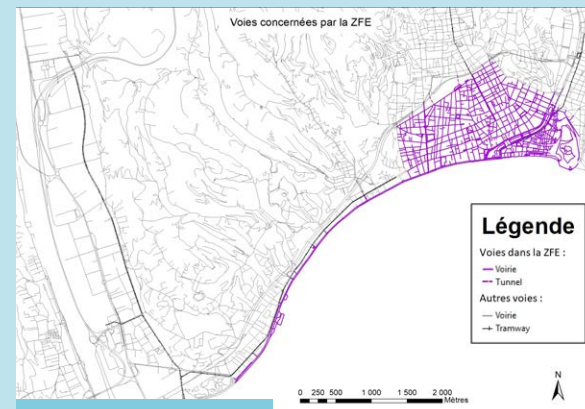 Voies concernées par la ZFE
Légende
Voies dans la ZFE :
Voirie
Tunnel
Autres voies :
Voirie
Tramway
N
0 250 500 1 000 1 500 2 000
Mètres